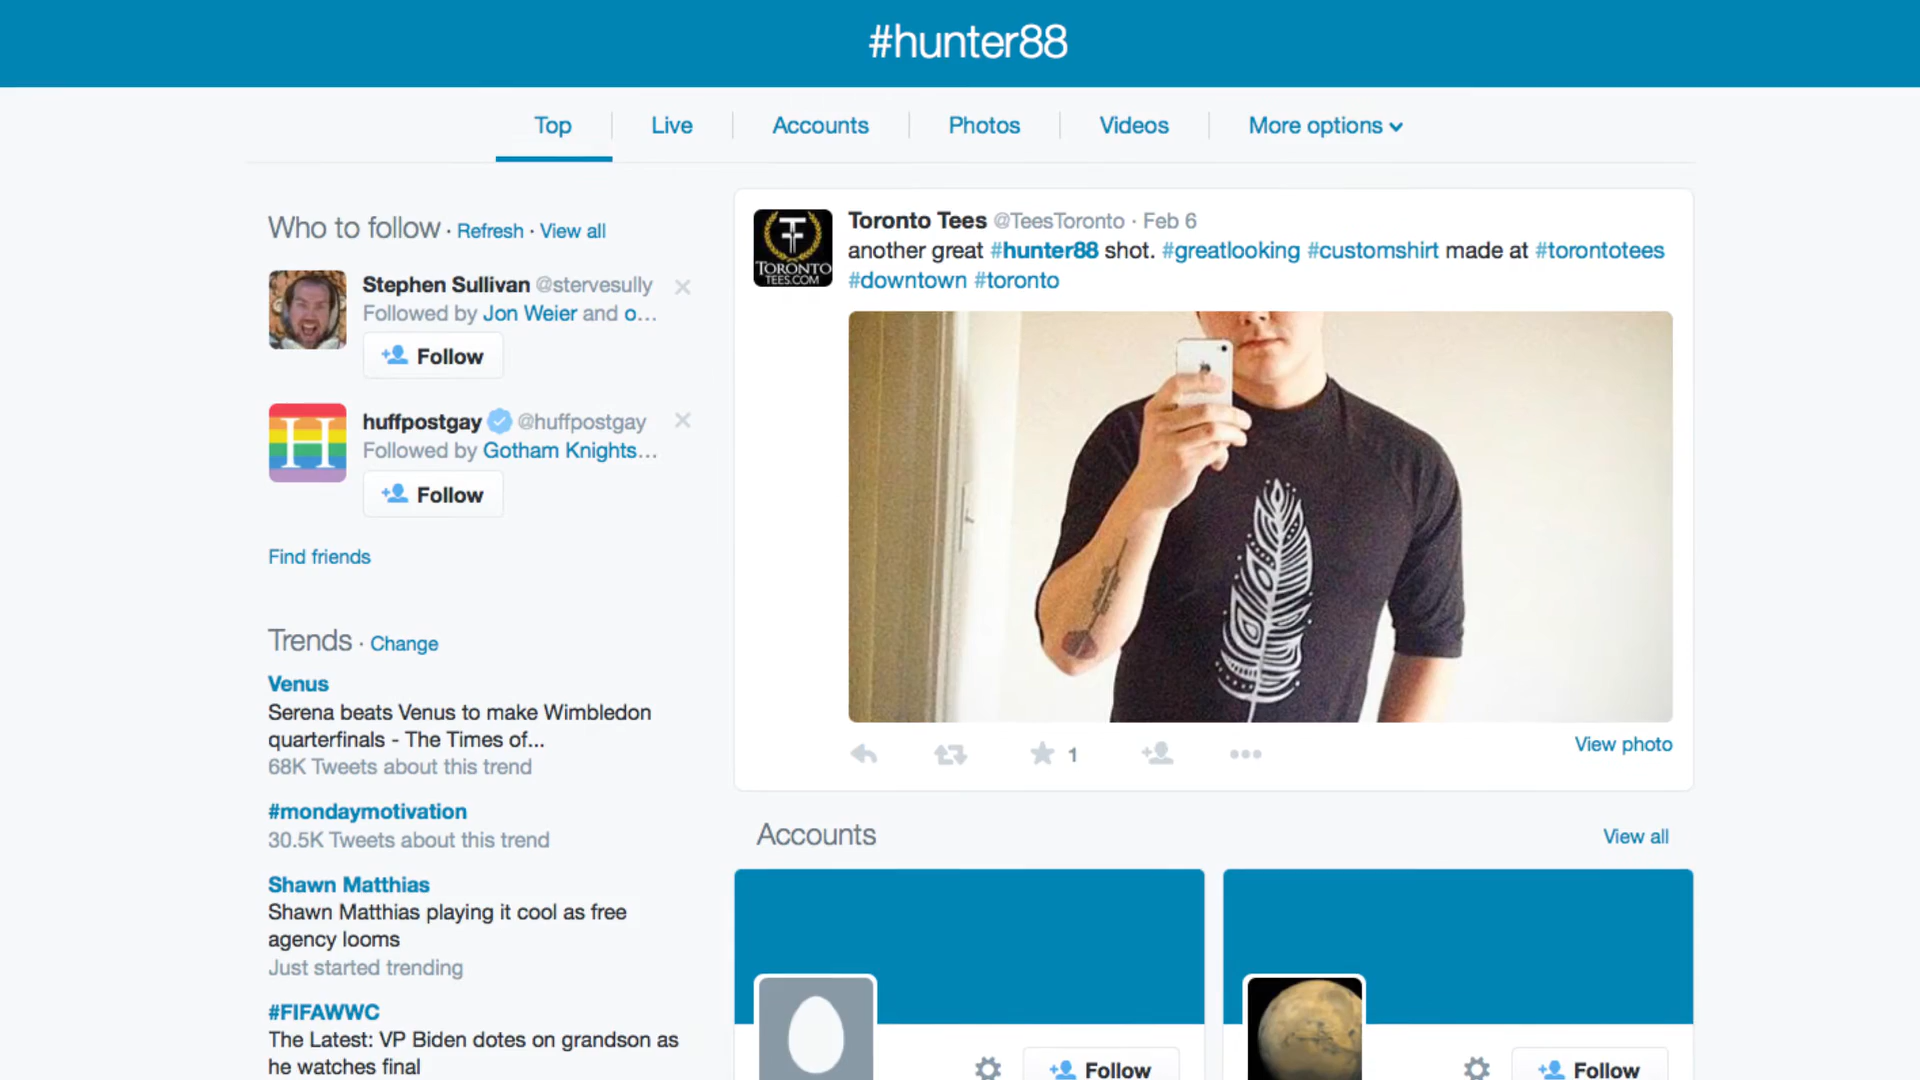 #hunter88
Top
Live
Accounts
Photos
Videos
More options
Who to follow · Refresh · View all
Stephen Sullivan @stervesully
Followed by Jon Weier and o...
Follow
huffpostgay @huffpostgay
Followed by Gotham Knights...
Follow
Find friends
Trends · Change
Venus
Serena beats Venus to make Wimbledon
quarterfinals - The Times of...
68K Tweets about this trend
#mondaymotivation
30.5K Tweets about this trend
Shawn Matthias
Shawn Matthias playing it cool as free
agency looms
Just started trending
#FIFAWWC
The Latest: VP Biden dotes on grandson as
he watches final
TORONTO
TEES.COM
Toronto Tees @TeesToronto · Feb 6
another great #hunter88 shot. #greatlooking #customshirt made at #torontotees
#downtown #toronto
1
View photo
Accounts
View all
Follow
Follow